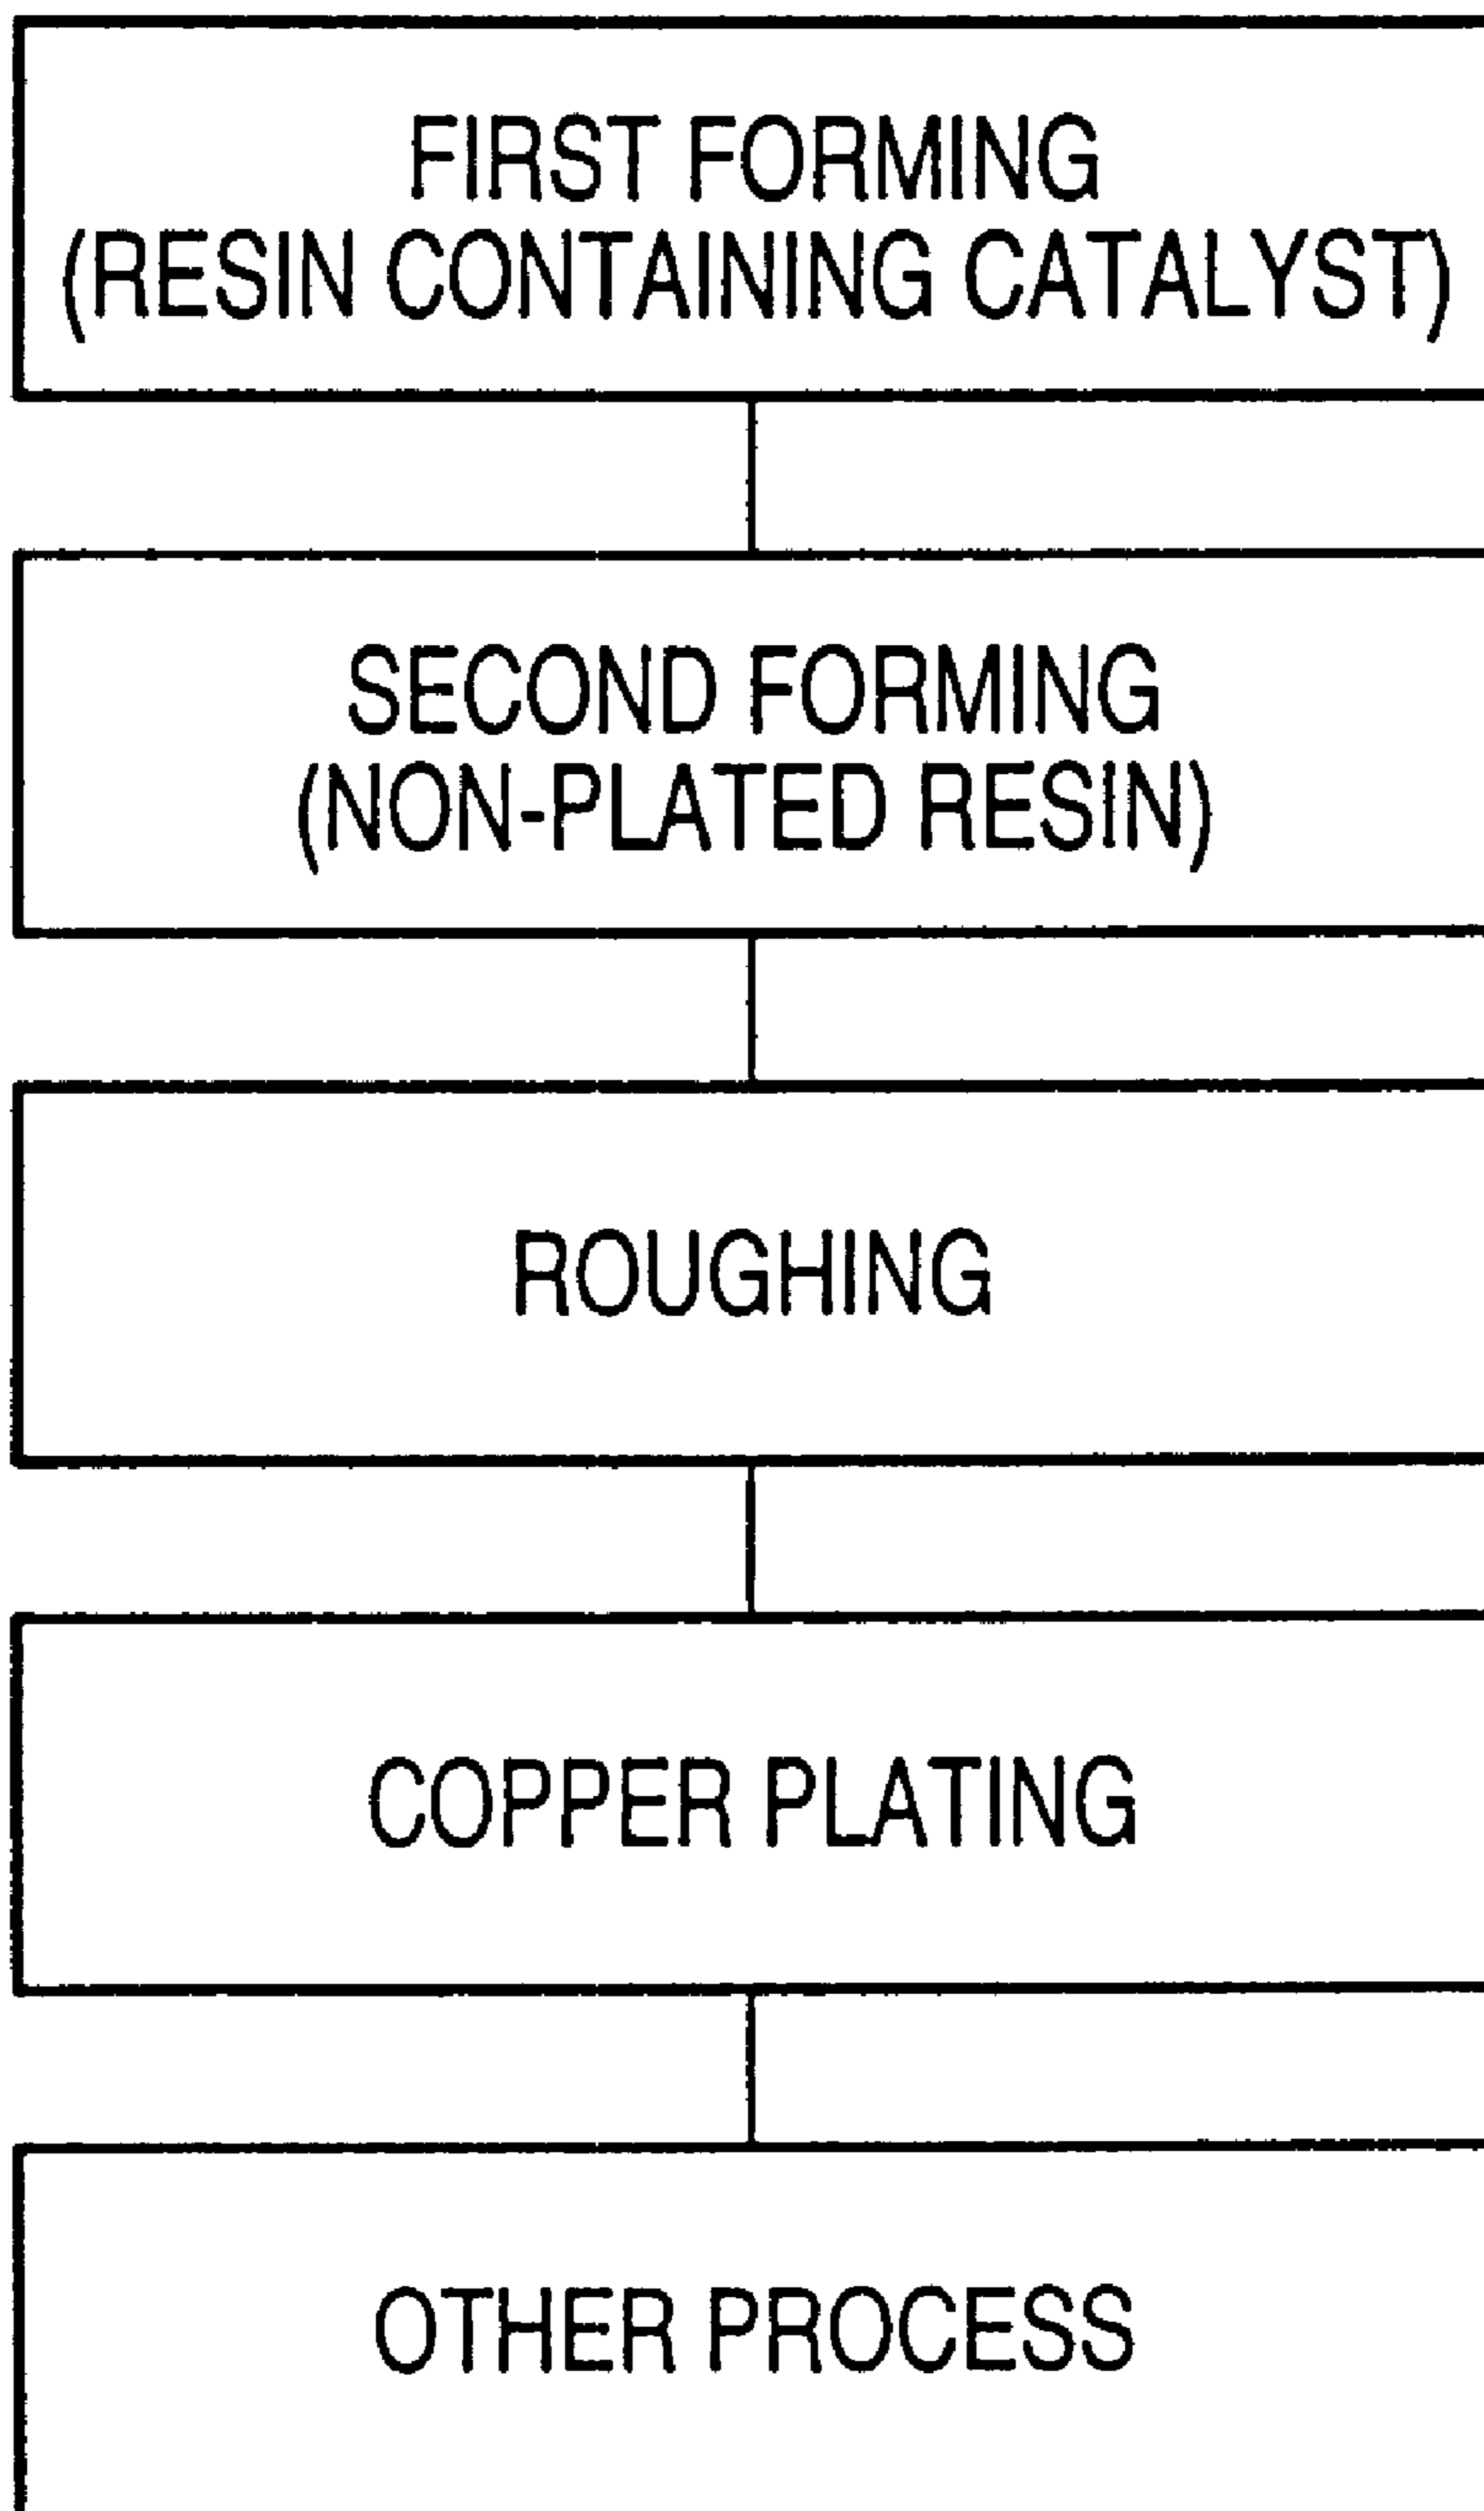 FIRST FORMING
(RESIN CONTAINING CATALYST)
SECOND FORMING
(NON-PLATED RESIN)
ROUGHING
COPPER PLATING
OTHER PROCESS